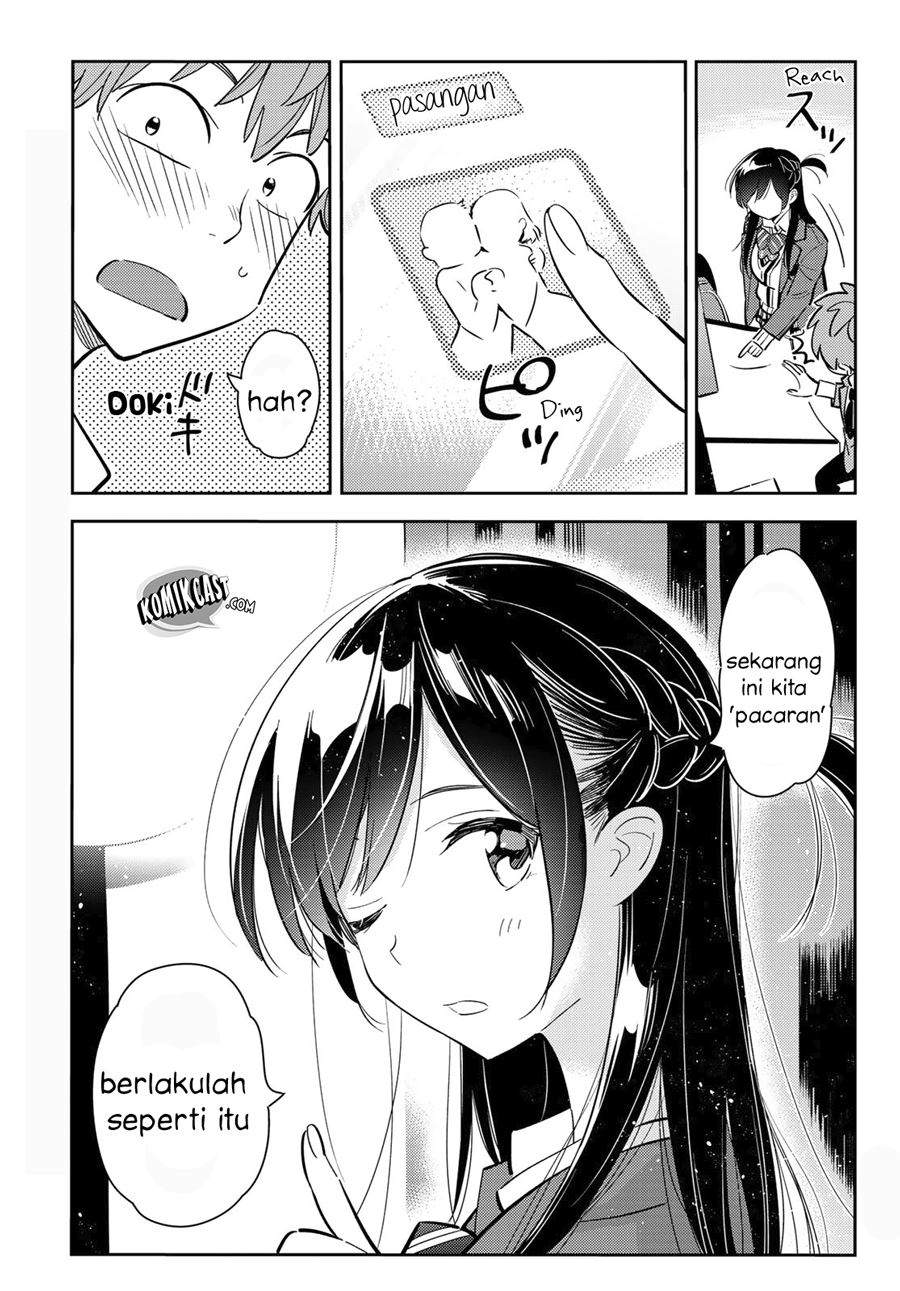 Reach
スッ
pasangan
ピッ
Ding
hah?
DOKI
ドキ
sekarang
ini kita
'pacaran'
KOMIKCAST
.COM
berlakulah
seperti itu